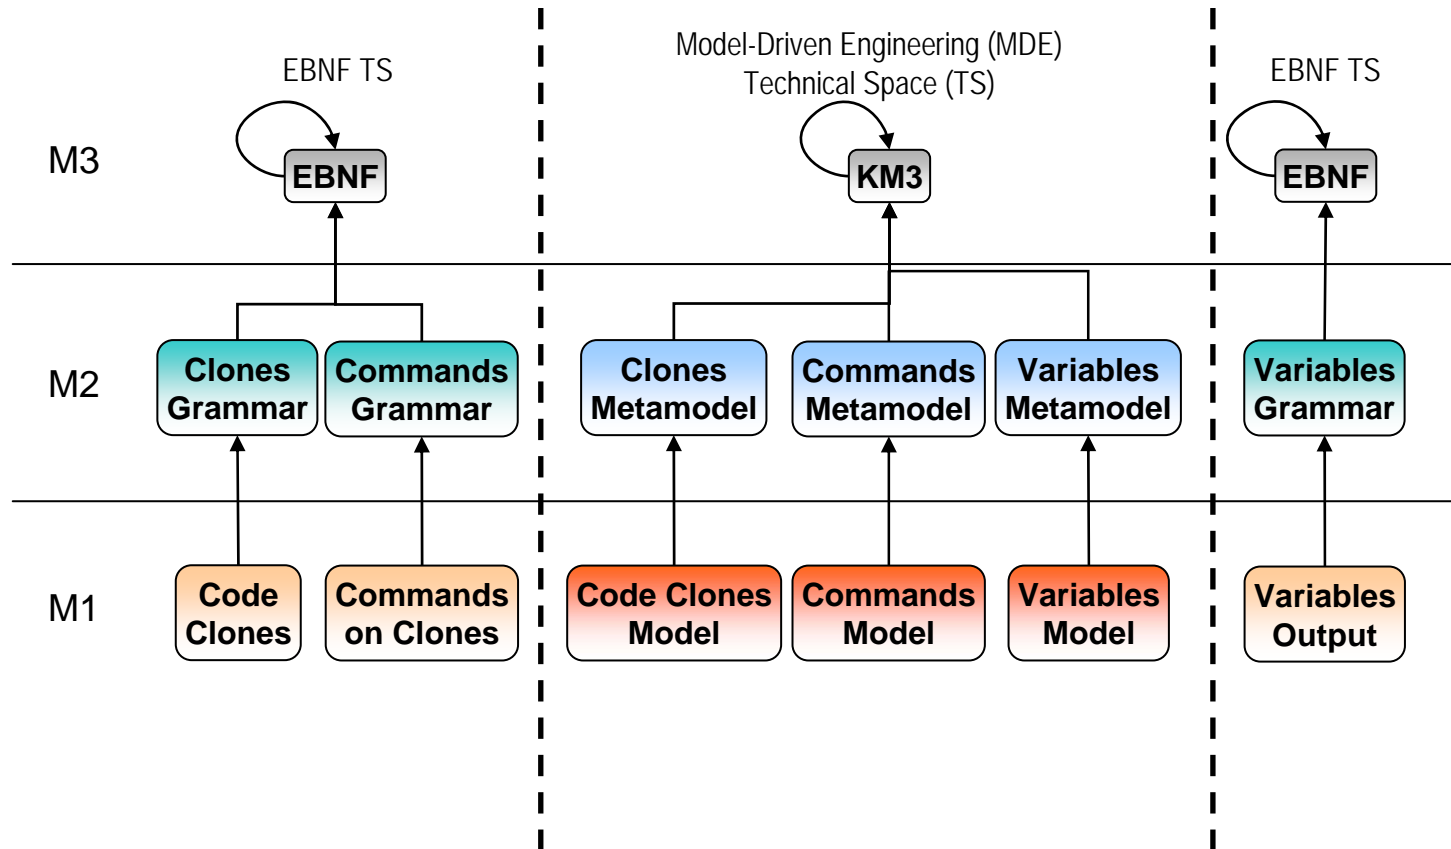 EBNF TS
Model-Driven Engineering (MDE)
Technical Space (TS)
EBNF TS
M3
EBNF
KM3
EBNF
M2
Clones
Grammar
Commands
Grammar
Clones
Metamodel
Commands
Metamodel
Variables
Metamodel
Variables
Grammar
M1
Code
Clones
Commands
on Clones
Code Clones
Model
Commands
Model
Variables
Model
Variables
Output